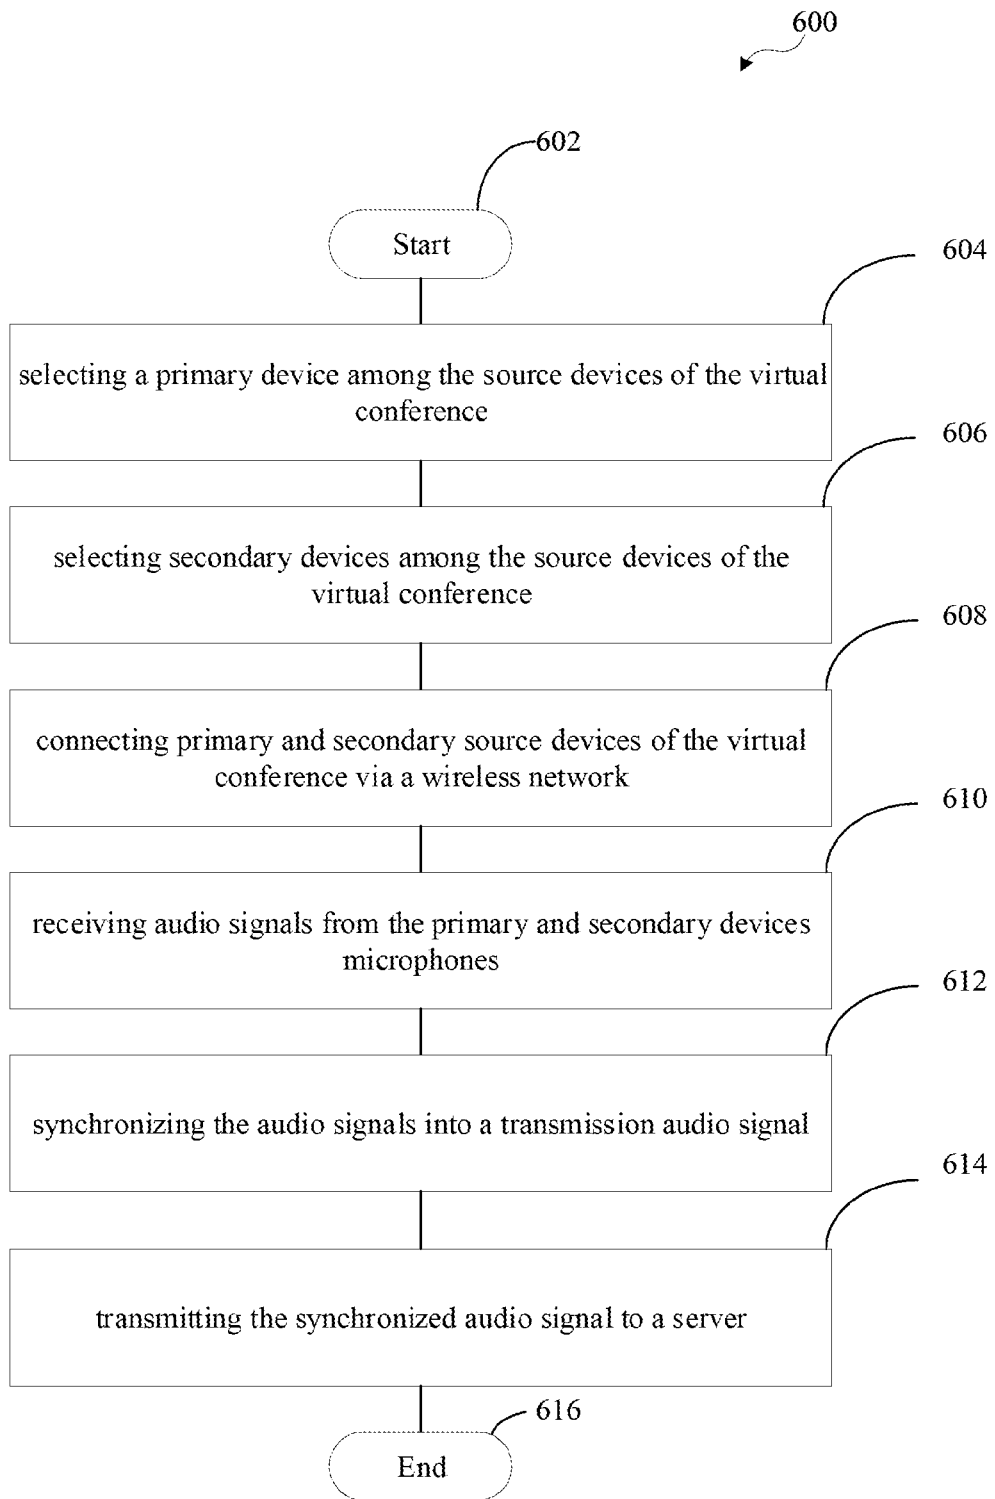 600
602
Start
604
selecting a primary device among the source devices of the virtual
conference
606
selecting secondary devices among the source devices of the
virtual conference
608
connecting primary and secondary source devices of the virtual
conference via a wireless network
610
receiving audio signals from the primary and secondary devices
microphones
612
synchronizing the audio signals into a transmission audio signal
614
transmitting the synchronized audio signal to a server
616
End